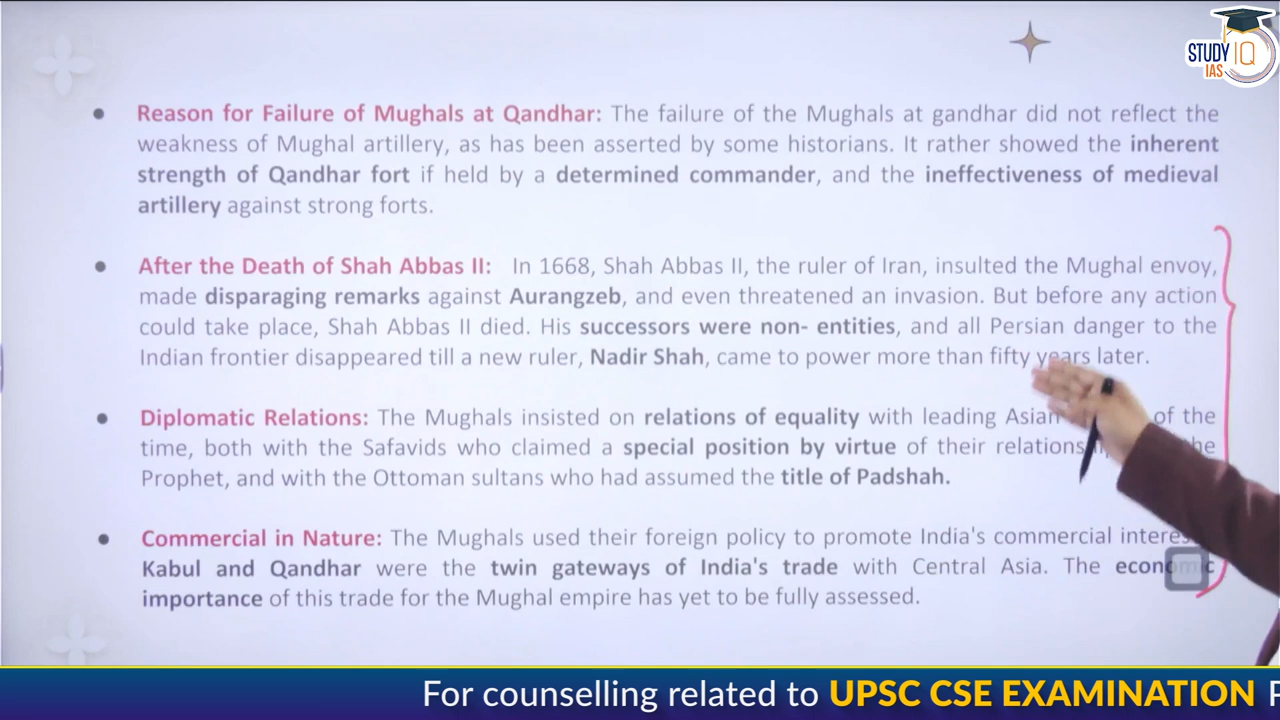 STUDY IQ
IAS
Reason for Failure of Mughals at Qandhar: The failure of the Mughals at gandhar did not reflect the
weakness of Mughal artillery, as has been asserted by some historians. It rather showed the inherent
strength of Qandhar fort if held by a determined commander, and the ineffectiveness of medieval
artillery against strong forts.
After the Death of Shah Abbas II: In 1668, Shah Abbas II, the ruler of Iran, insulted the Mughal envoy,
made disparaging remarks against Aurangzeb, and even threatened an invasion. But before any action
could take place, Shah Abbas II died. His successors were non- entities, and all Persian danger to the
Indian frontier disappeared till a new ruler, Nadir Shah, came to power more than fifty years later.
Diplomatic Relations: The Mughals insisted on relations of equality with leading Asian of the
time, both with the Safavids who claimed a special position by virtue of their
Prophet, and with the Ottoman sultans who had assumed the title of Padshah.
Commercial in Nature: The Mughals used their foreign policy to promote India's commercial
Kabul and Qandhar were the twin gateways of India's trade with Central Asia. The economic
importance of this trade for the Mughal empire has yet to be fully assessed.
For counselling related to UPSC CSE EXAMINATION